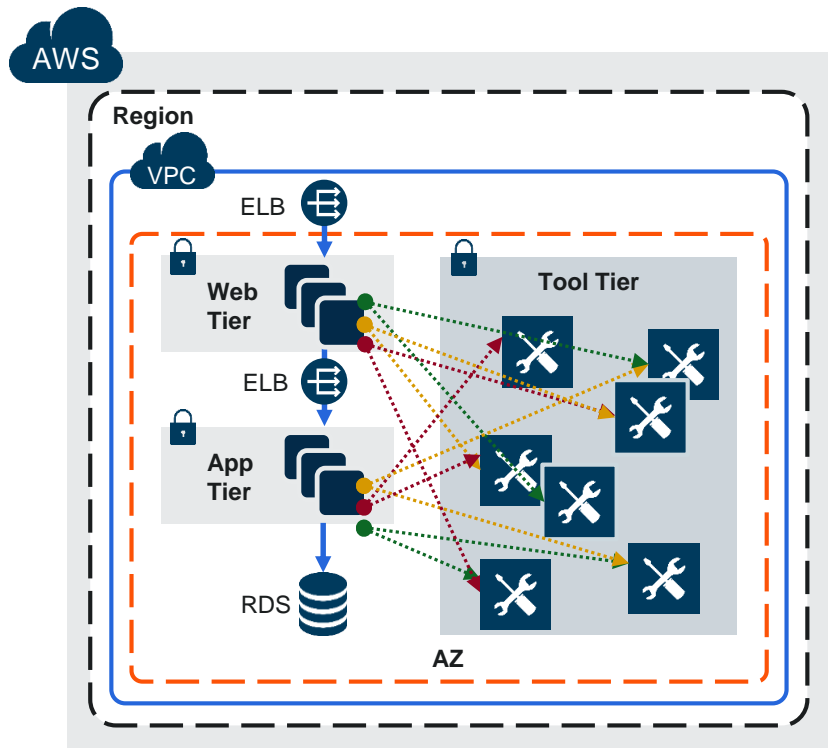 AWS
Region
VPC
ELB
Web
Tier
Tool Tier
ELB
App
Tier
RDS
AZ